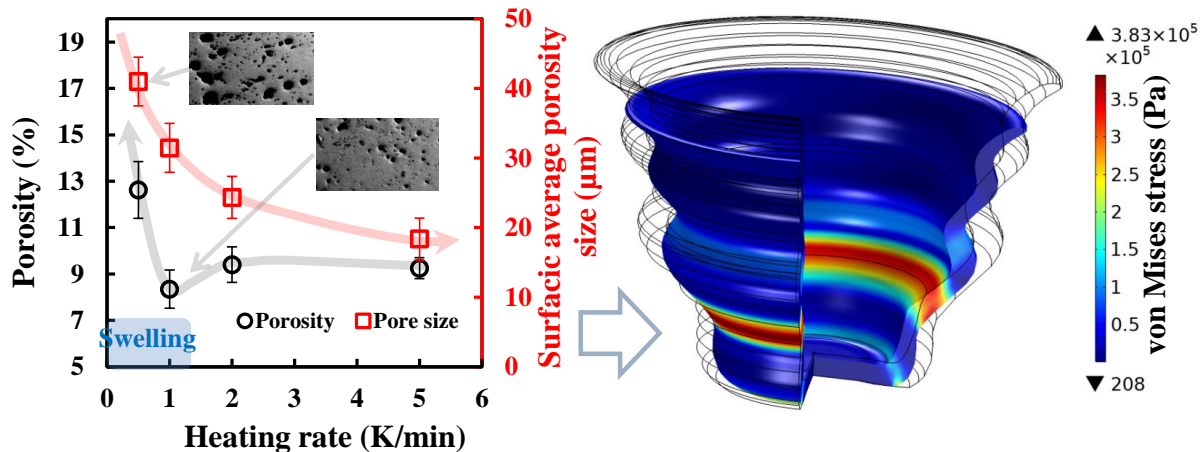 19
17
15
13
11
9
7
5
Porosity (%)
Swelling
Porosity
Pore size
0 1 2 3 4 5 6
Heating rate (K/min)
50
40
30
20
10
0
Surfacic average porosity
size (µm)
▲ 3.83×10⁵
×10⁵
3.5
3
2.5
2
1.5
1
0.5
▼ 208
von Mises stress (Pa)